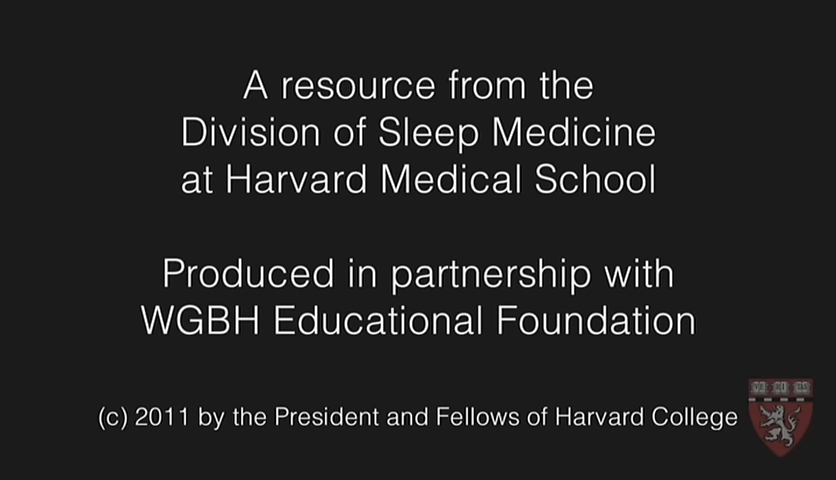 A resource from the
Division of Sleep Medicine
at Harvard Medical School
Produced in partnership with
WGBH Educational Foundation
(c) 2011 by the President and Fellows of Harvard College